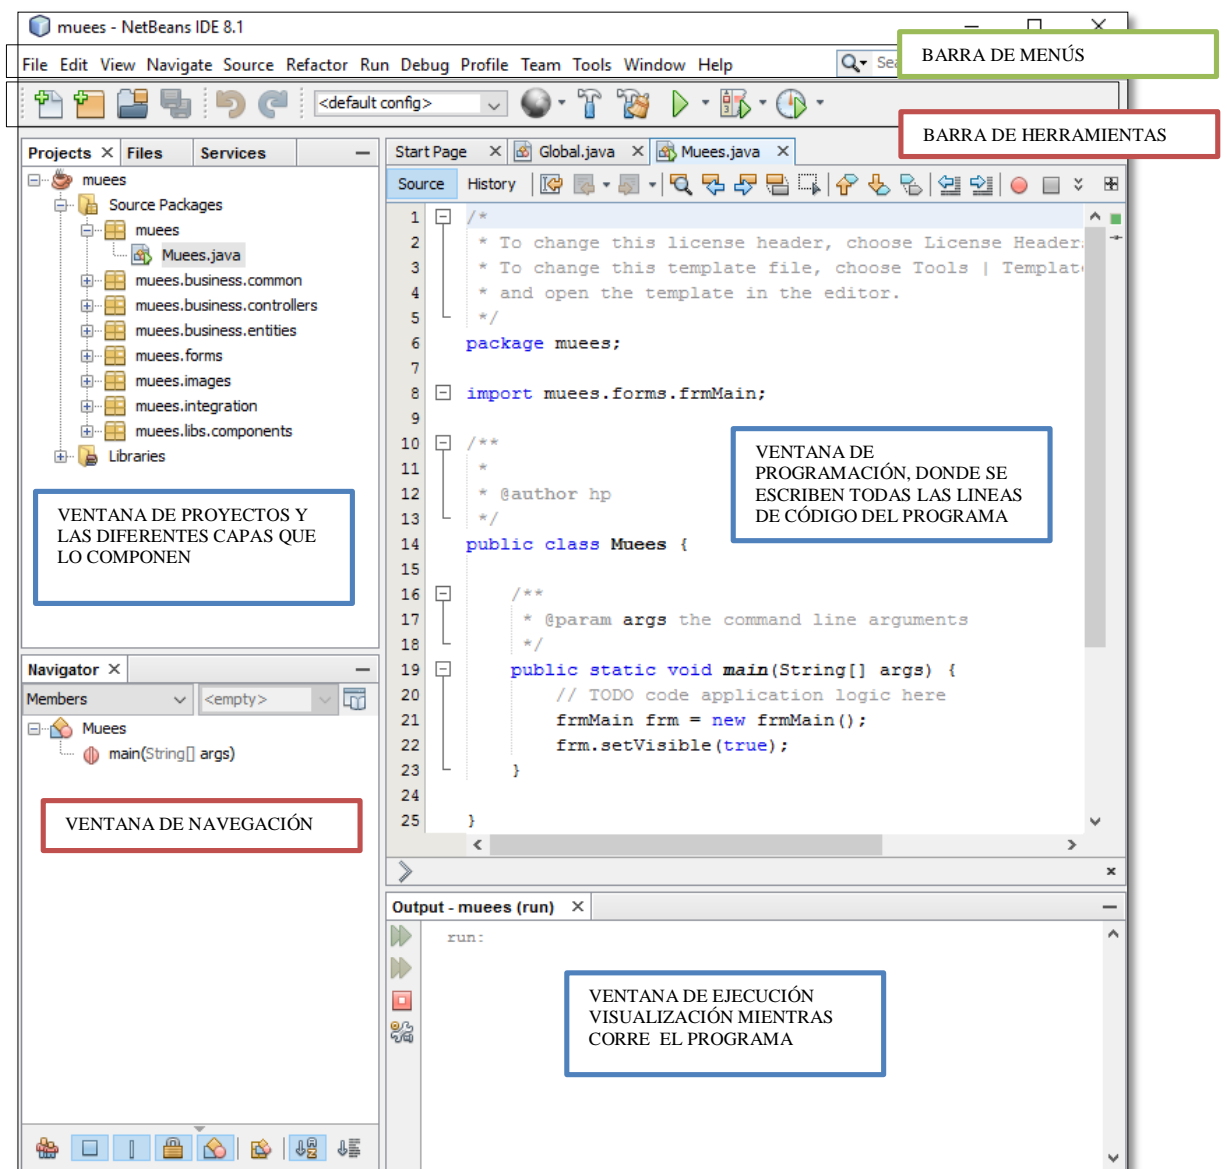 muees - NetBeans IDE 8.1
File Edit View Navigate Source Refactor Run Debug Profile Team Tools Window Help
BARRA DE MENÚS
<default config>
BARRA DE HERRAMIENTAS
Projects Files Services
muees
Source Packages
muees
Muees.java
muees.business.common
muees.business.controllers
muees.business.entities
muees.forms
muees.images
muees.integration
muees.libs.components
Libraries
VENTANA DE PROYECTOS Y
LAS DIFERENTES CAPAS QUE
LO COMPONEN
Navigator
Members <empty>
Muees
main(String[] args)
VENTANA DE NAVEGACIÓN
Start Page Global.java Muees.java
Source History
1 /*
2 * To change this license header, choose License Header
3 * To change this template file, choose Tools | Templat
4 * and open the template in the editor.
5 */
6 package muees;
7
8 import muees.forms.frmMain;
9
10 /**
11 *
12 * @author hp
13 */
14 public class Muees {
15
16 /**
17 * @param args the command line arguments
18 */
19 public static void main(String[] args) {
20 // TODO code application logic here
21 frmMain frm = new frmMain();
22 frm.setVisible(true);
23 }
24
25 }
VENTANA DE
PROGRAMACIÓN, DONDE SE
ESCRIBEN TODAS LAS LINEAS
DE CÓDIGO DEL PROGRAMA
Output - muees (run)
run:
VENTANA DE EJECUCIÓN
VISUALIZACIÓN MIENTRAS
CORRE EL PROGRAMA